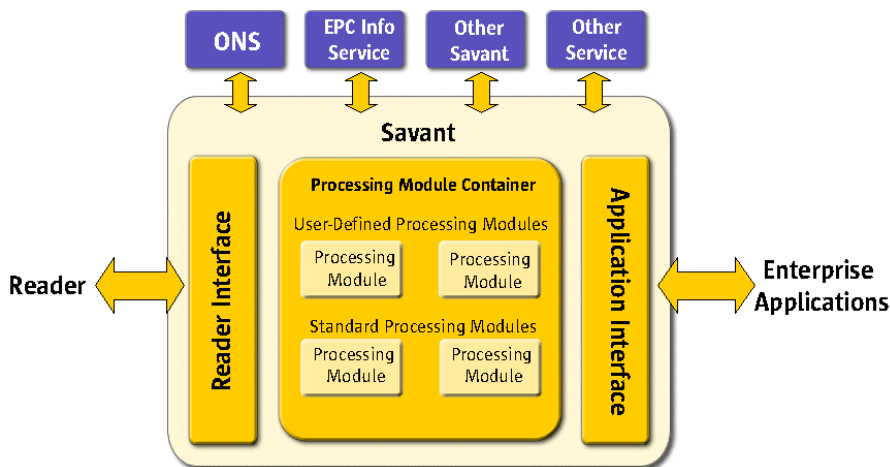 ONS
EPC Info
Service
Other
Savant
Other
Service
Savant
Reader Interface
Processing Module Container
User-Defined Processing Modules
Processing
Module
Processing
Module
Standard Processing Modules
Processing
Module
Processing
Module
Application Interface
Reader
Enterprise
Applications